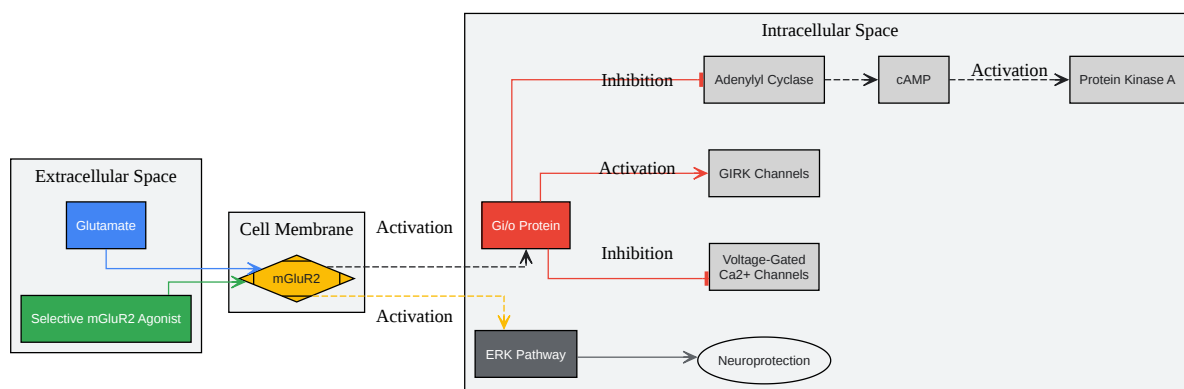 Intracellular Space
Inhibition
Adenylyl Cyclase
cAMP
Activation
Protein Kinase A
Extracellular Space
Glutamate
Selective mGluR2 Agonist
Cell Membrane
mGluR2
Activation
Activation
Gi/o Protein
Activation
GIRK Channels
Inhibition
Voltage-Gated
Ca2+ Channels
ERK Pathway
Neuroprotection